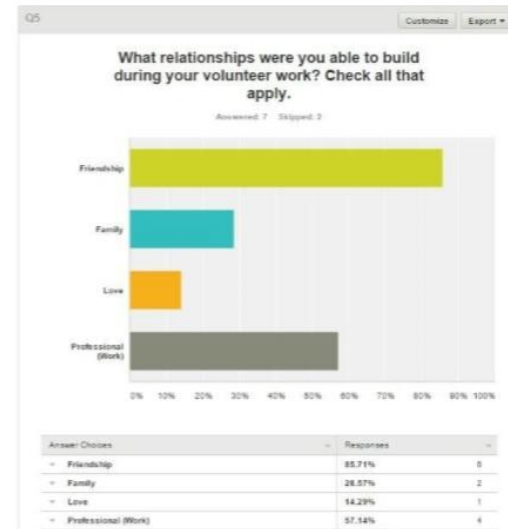 Q5
Customize Export
What relationships were you able to build
during your volunteer work? Check all that
apply.
Answered: 7 Skipped: 2
Friendship
Family
Love
Professional
(Work)
0% 10% 20% 30% 40% 50% 60% 70% 80% 90% 100%
Answer Choices Responses
Friendship 85.71% 6
Family 28.57% 2
Love 14.29% 1
Professional (Work) 57.14% 4